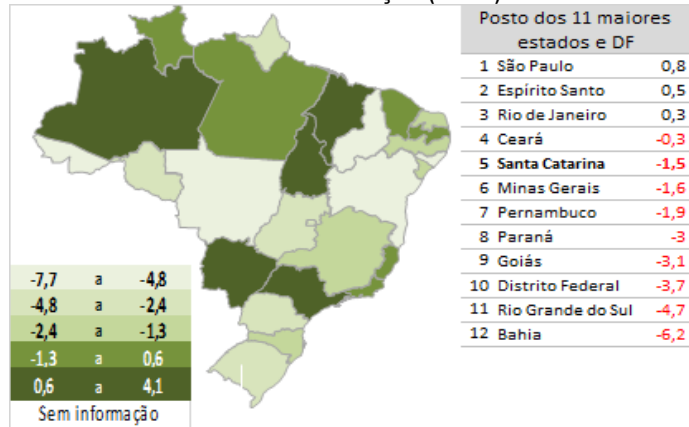 Posto dos 11 maiores
estados e DF
1 São Paulo 0,8
2 Espírito Santo 0,5
3 Rio de Janeiro 0,3
4 Ceará -0,3
5 Santa Catarina -1,5
6 Minas Gerais -1,6
7 Pernambuco -1,9
8 Paraná -3
9 Goiás -3,1
10 Distrito Federal -3,7
11 Rio Grande do Sul -4,7
12 Bahia -6,2
-7,7 a -4,8
-4,8 a -2,4
-2,4 a -1,3
-1,3 a 0,6
0,6 a 4,1
Sem informação